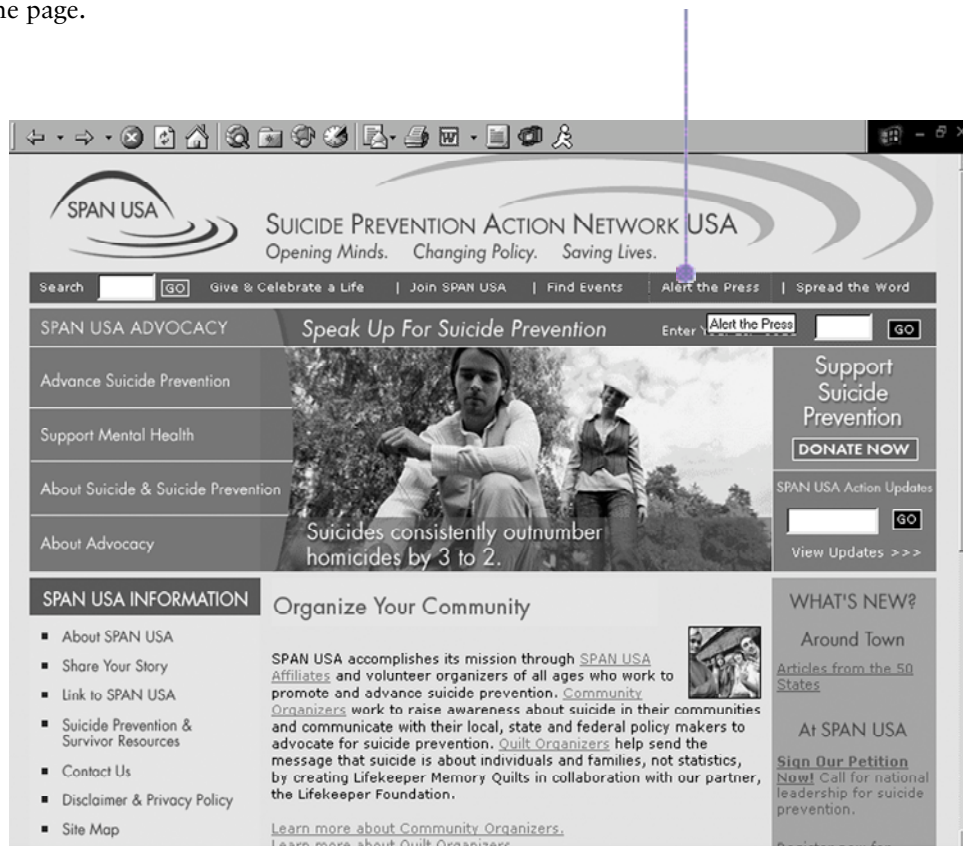 ne page.
SPAN USA
SUICIDE PREVENTION ACTION NETWORK USA
Opening Minds. Changing Policy. Saving Lives.
Search GO Give & Celebrate a Life | Join SPAN USA | Find Events Alert the Press | Spread the Word
SPAN USA ADVOCACY
Speak Up For Suicide Prevention
Enter
Alert the Press
GO
Advance Suicide Prevention
Support Mental Health
About Suicide & Suicide Prevention
About Advocacy
Suicides consistently outnumber
homicides by 3 to 2.
Support
Suicide
Prevention
DONATE NOW
SPAN USA Action Updates
GO
View Updates >>>
SPAN USA INFORMATION
About SPAN USA
Share Your Story
Link to SPAN USA
Suicide Prevention &
Survivor Resources
Contact Us
Disclaimer & Privacy Policy
Site Map
Organize Your Community
SPAN USA accomplishes its mission through SPAN USA
Affiliates and volunteer organizers of all ages who work to
promote and advance suicide prevention. Community
Organizers work to raise awareness about suicide in their communities
and communicate with their local, state and federal policy makers to
advocate for suicide prevention. Quilt Organizers help send the
message that suicide is about individuals and families, not statistics,
by creating Lifekeeper Memory Quilts in collaboration with our partner,
the Lifekeeper Foundation.
Learn more about Community Organizers.
Learn more about Quilt Organizers
WHAT'S NEW?
Around Town
Articles from the 50
States
At SPAN USA
Sign Our Petition
Now! Call for national
leadership for suicide
prevention.
Register now for